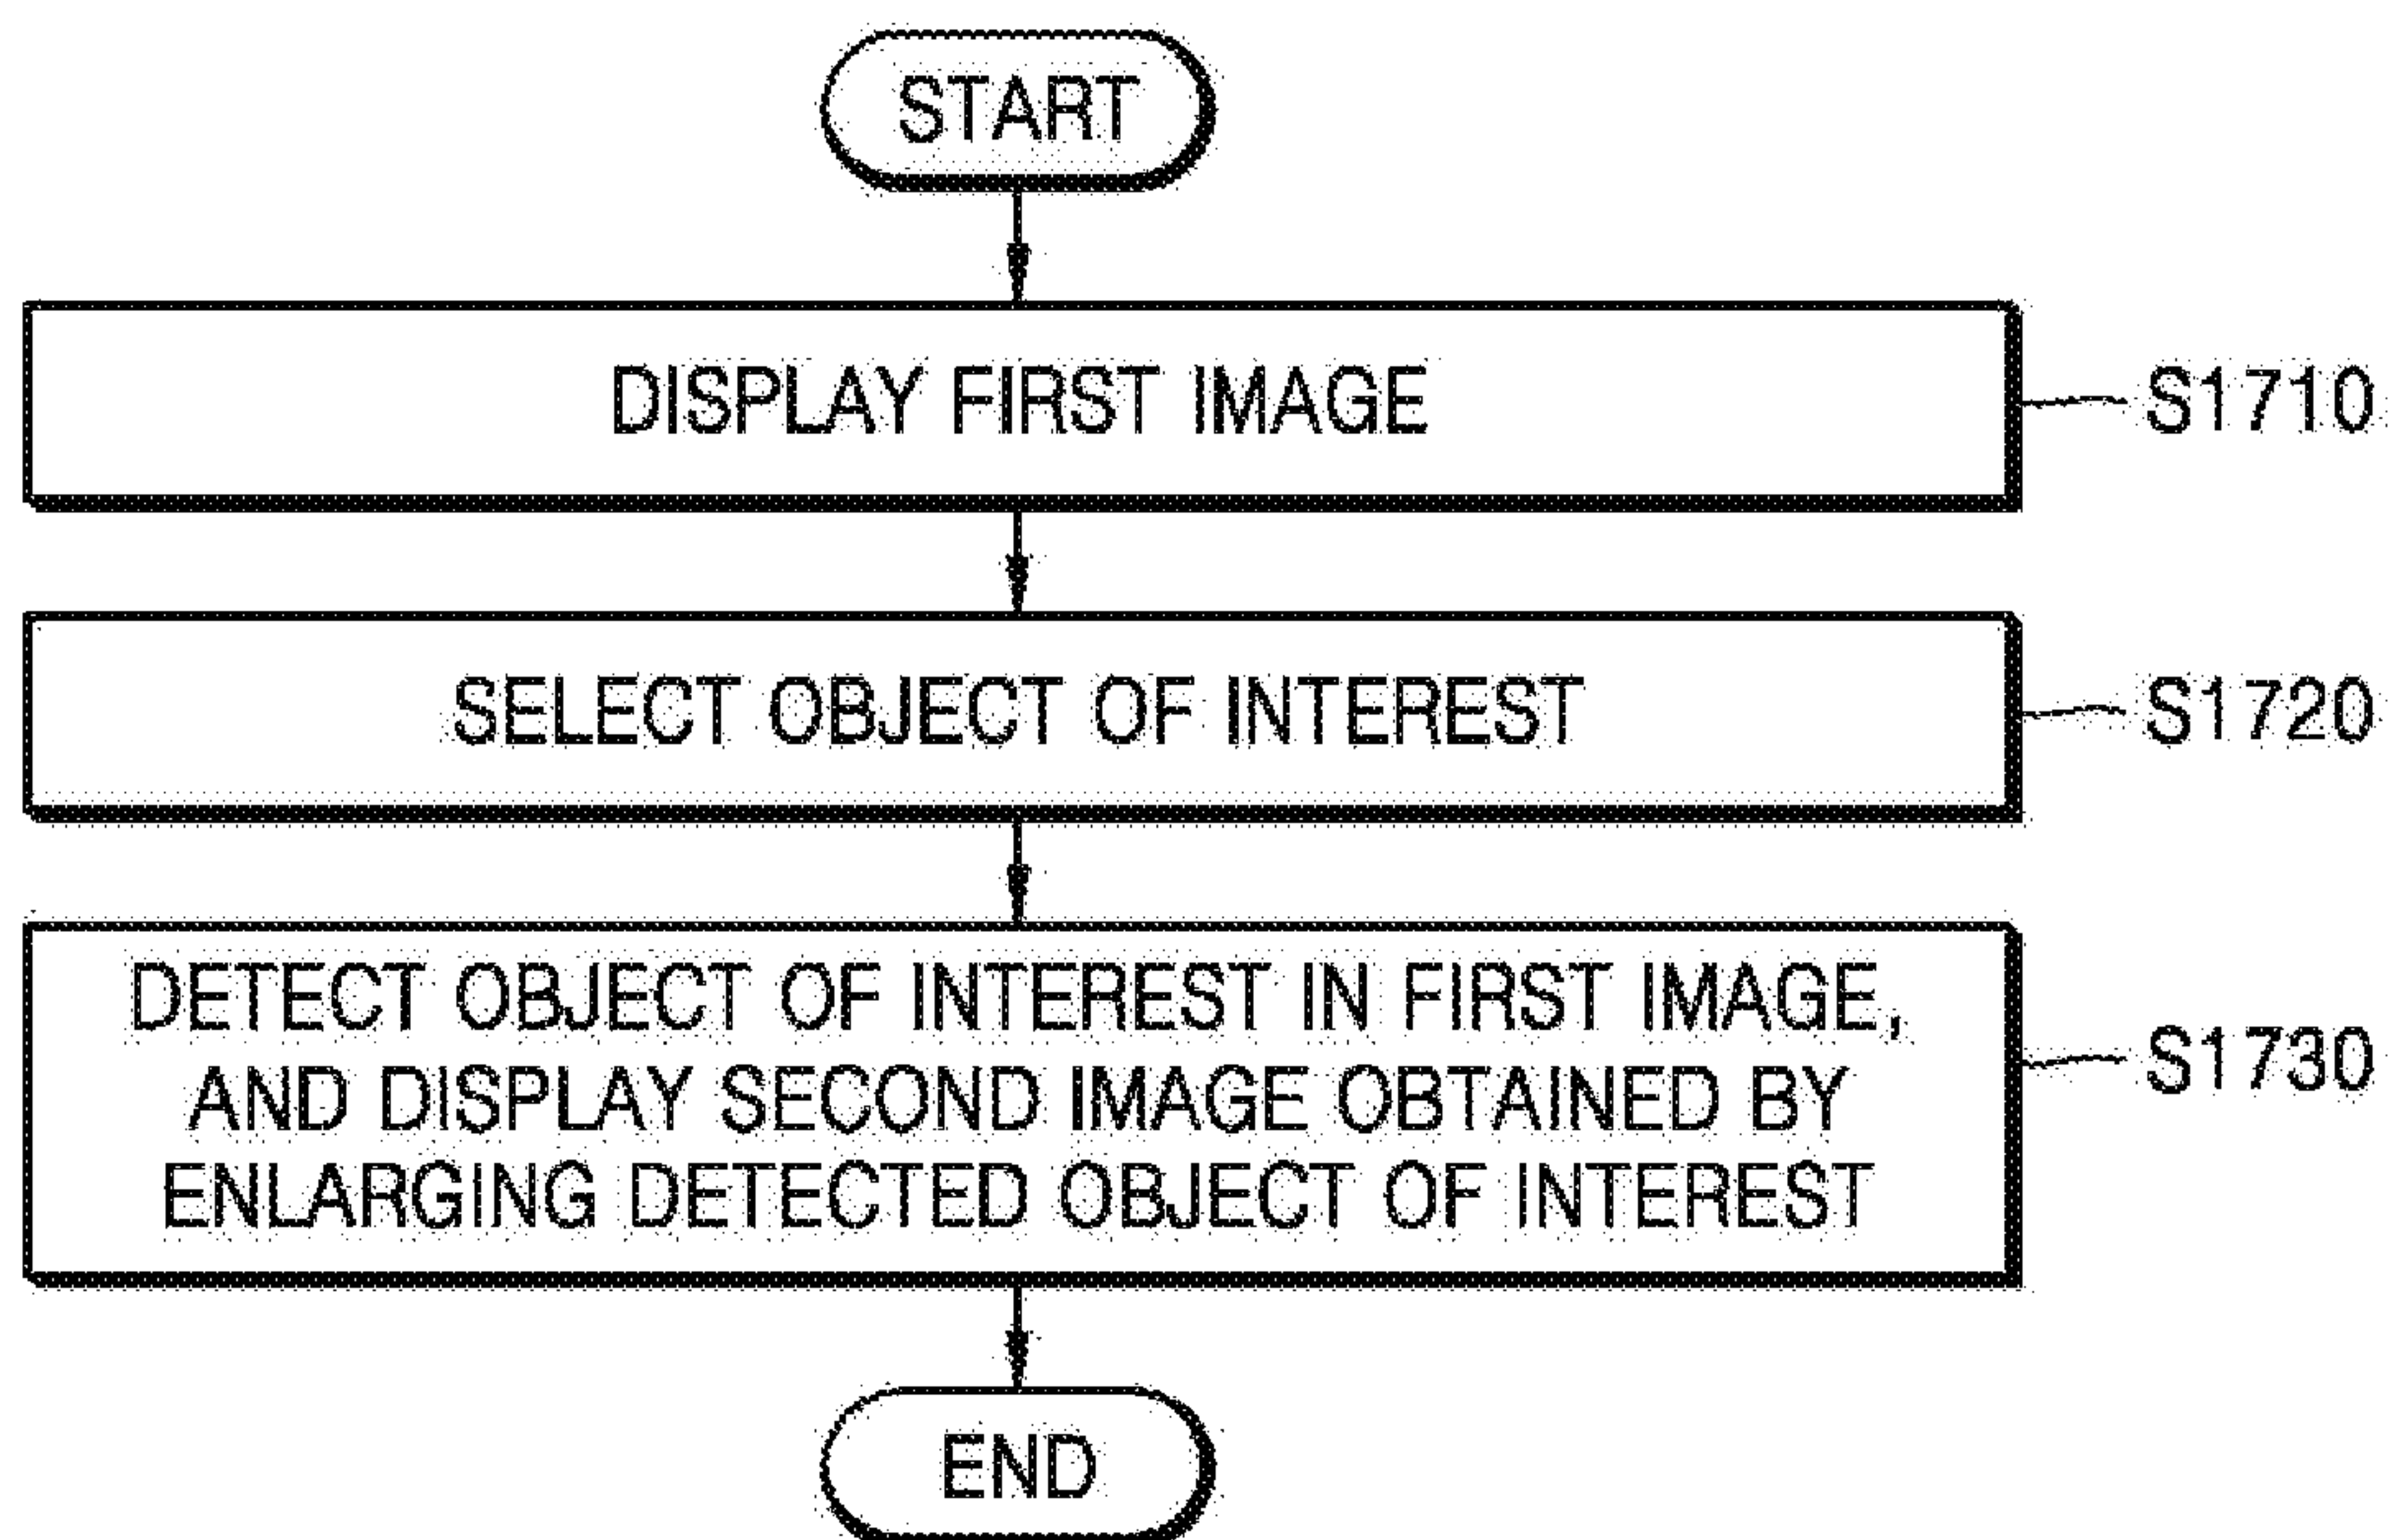 START
DISPLAY FIRST IMAGE
S1710
SELECT OBJECT OF INTEREST
S1720
DETECT OBJECT OF INTEREST IN FIRST IMAGE,
AND DISPLAY SECOND IMAGE OBTAINED BY
ENLARGING DETECTED OBJECT OF INTEREST
S1730
END